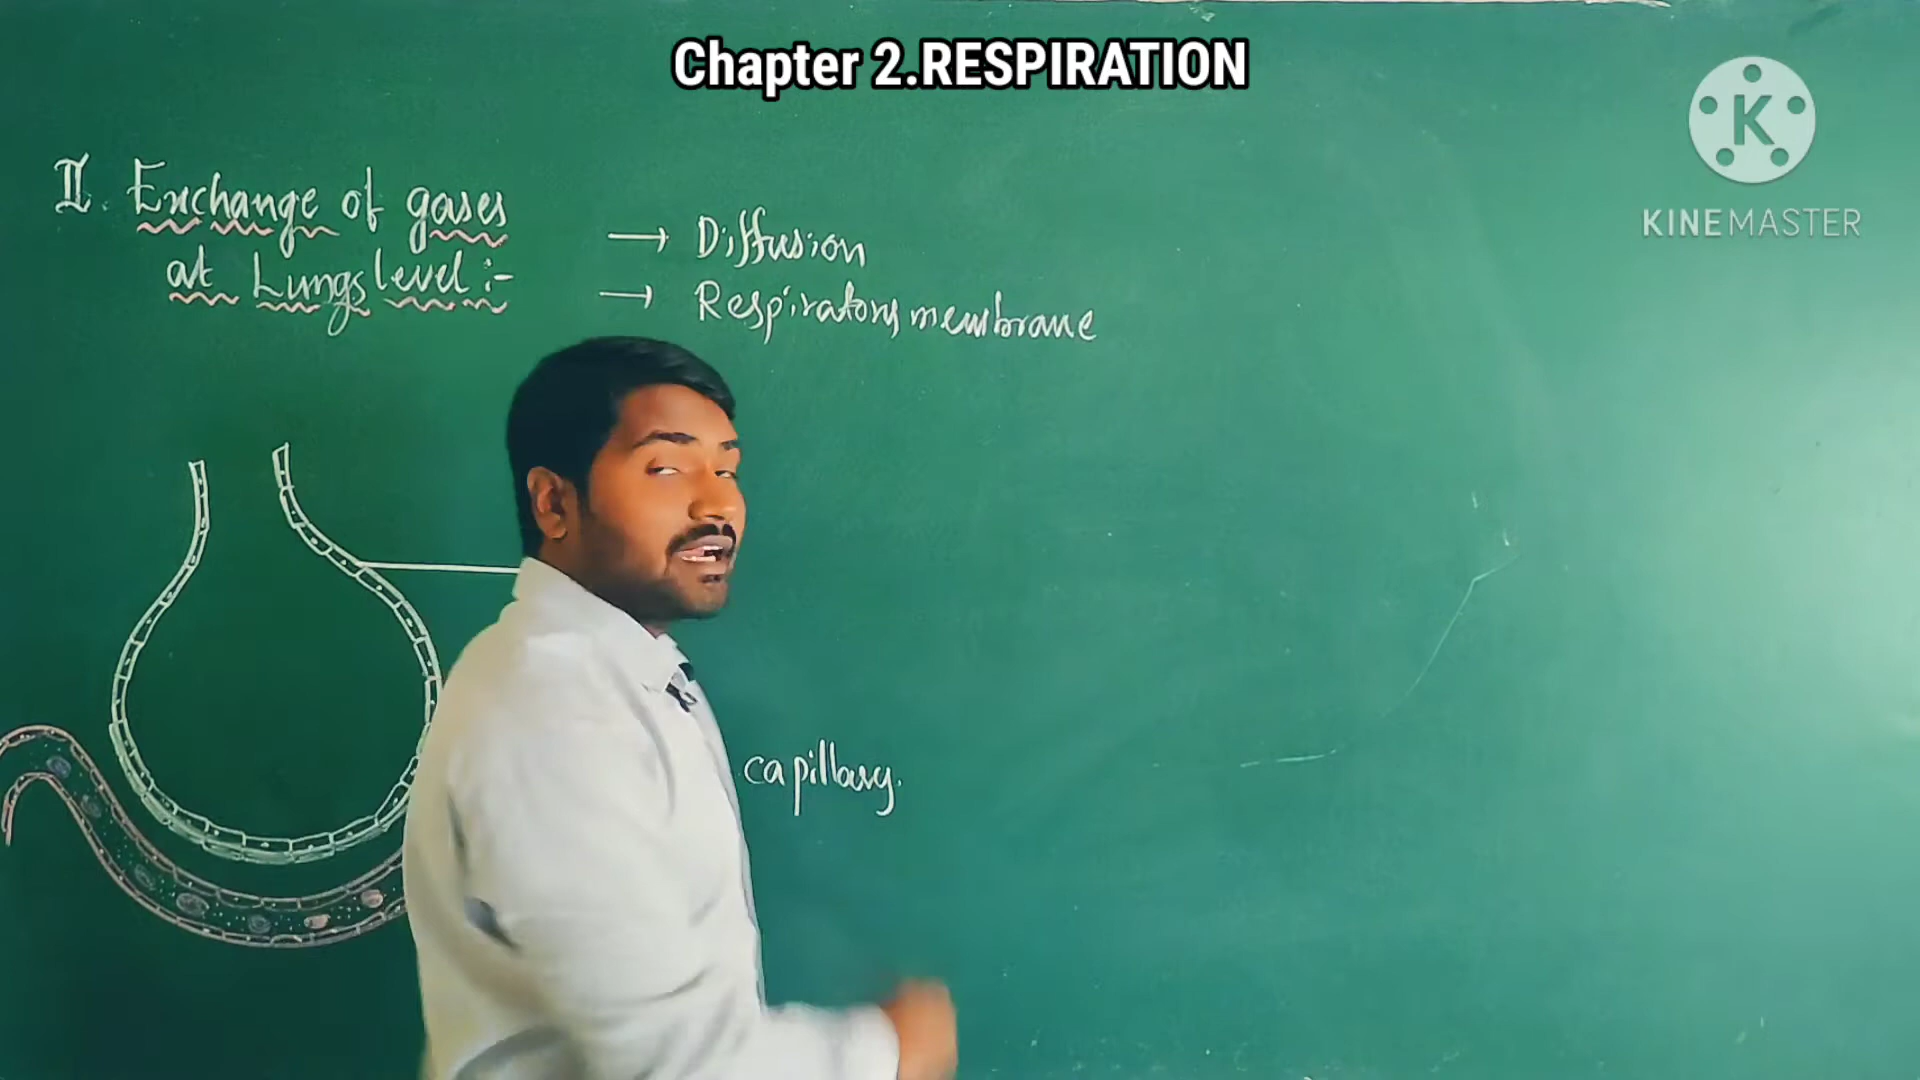 Chapter 2.RESPIRATION
K
KINEMASTER
II. Exchange of gases
at Lungs level :-
→ Diffusion
→ Respiratory membrane
capillary.